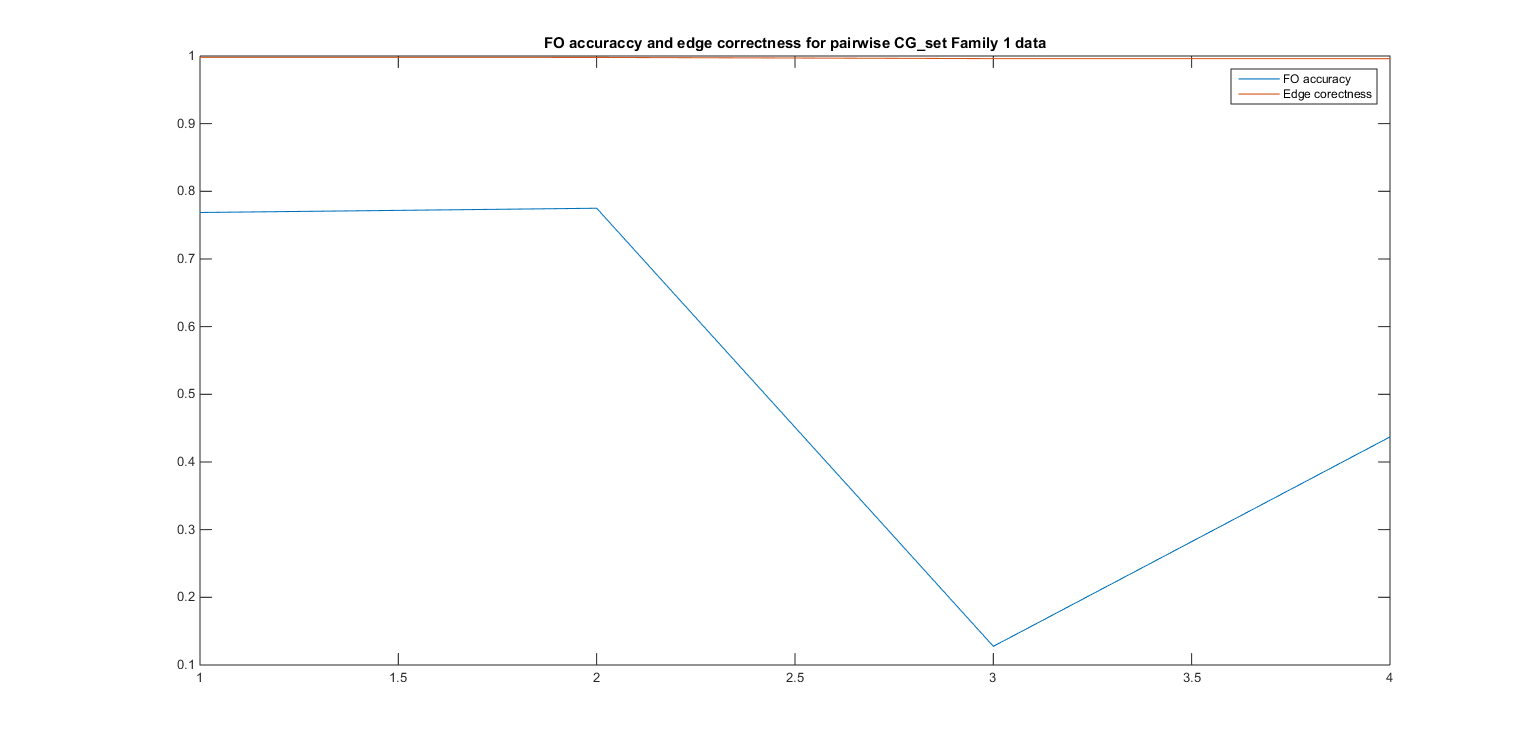 FO accuraccy and edge correctness for pairwise CG_set Family 1 data
1
FO accuracy
Edge corectness
0.9
0.8
0.7
0.6
0.5
0.4
0.3
0.2
0.1
1 1.5 2 2.5 3 3.5 4